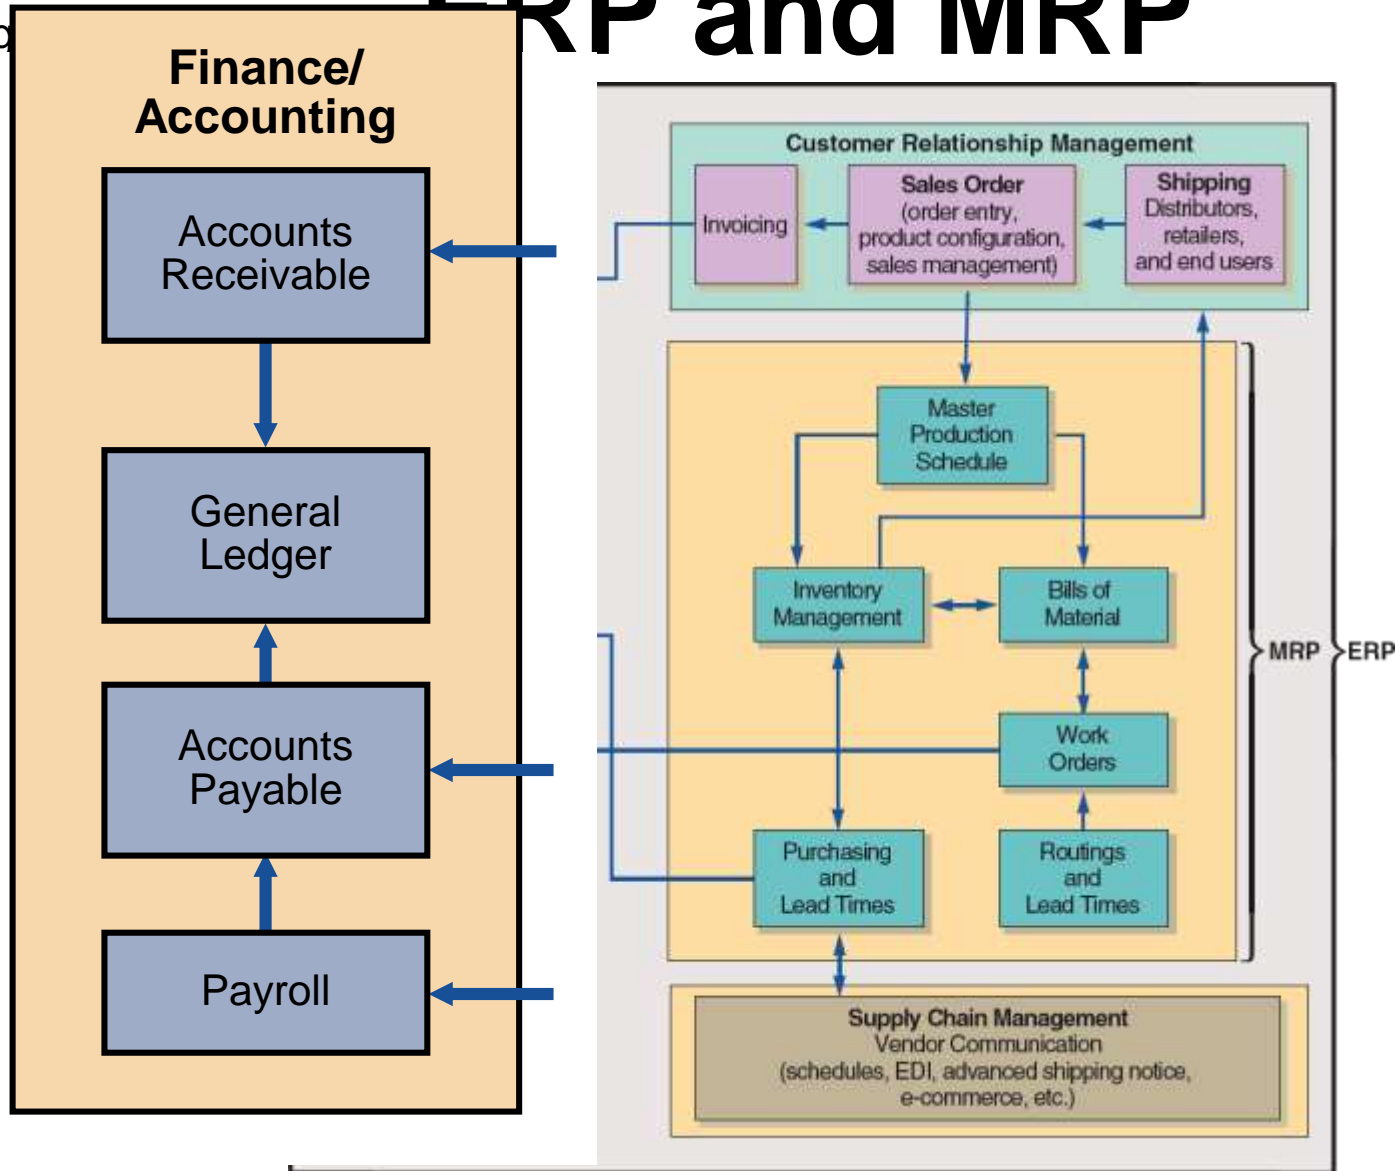 ERP and MRP
Finance/
Accounting
Accounts
Receivable
General
Ledger
Accounts
Payable
Payroll
Customer Relationship Management
Invoicing
Sales Order
(order entry,
product configuration,
sales management)
Shipping
Distributors,
retailers,
and end users
Master
Production
Schedule
Inventory
Management
Bills of
Material
Work
Orders
Purchasing
and
Lead Times
Routings
and
Lead Times
MRP
ERP
Supply Chain Management
Vendor Communication
(schedules, EDI, advanced shipping notice,
e-commerce, etc.)